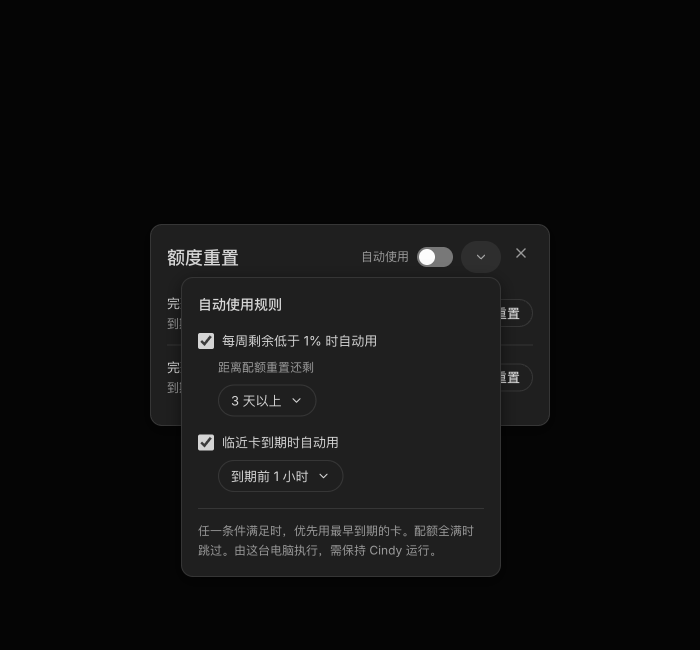 额度重置
自动使用
完
到
重置
完
到
重置
自动使用规则
每周剩余低于 1% 时自动用
距离配额重置还剩
3 天以上
临近卡到期时自动用
到期前 1 小时
任一条件满足时，优先用最早到期的卡。配额全满时
跳过。由这台电脑执行，需保持 Cindy 运行。